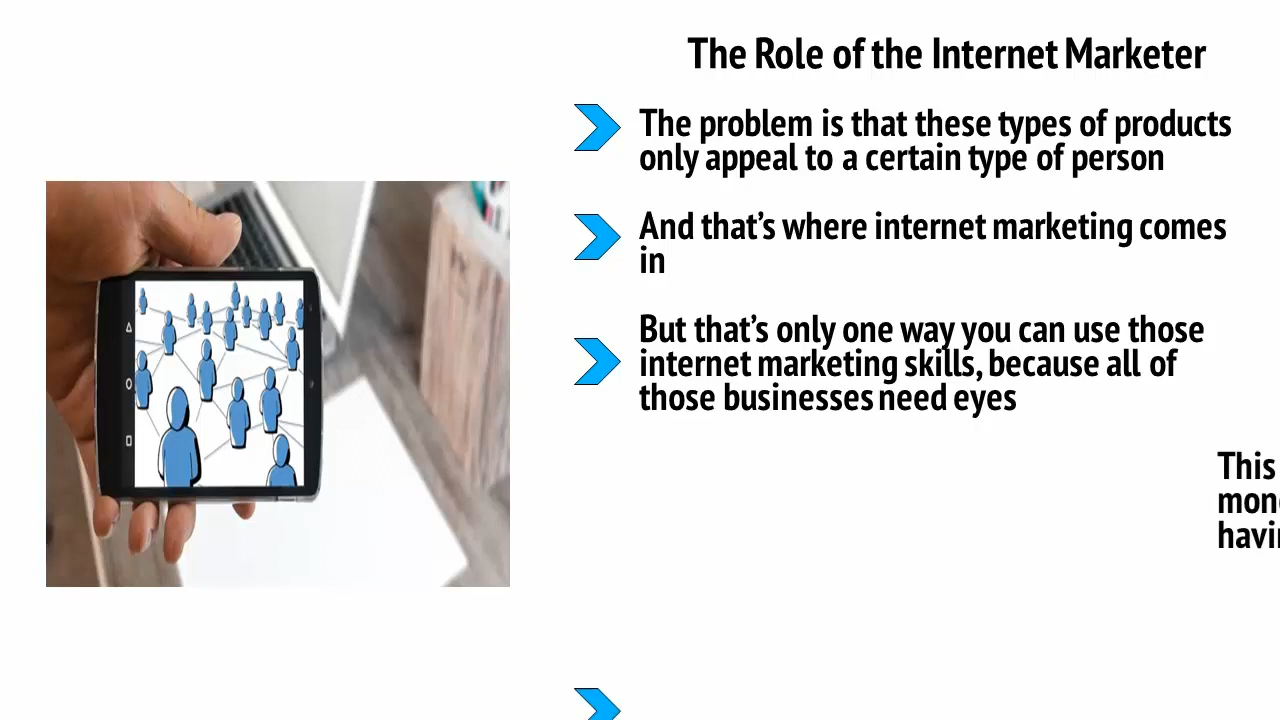 The Role of the Internet Marketer
The problem is that these types of products
only appeal to a certain type of person
And that's where internet marketing comes
in
But that's only one way you can use those
internet marketing skills, because all of
those businesses need eyes
This